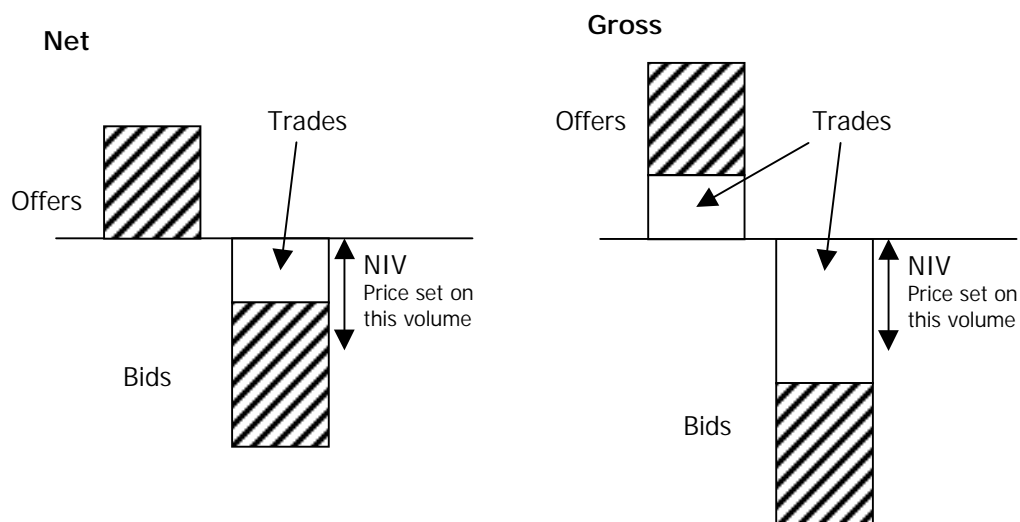 Net
Trades
Offers
NIV
Price set on
this volume
Bids
Gross
Offers
Trades
NIV
Price set on
this volume
Bids